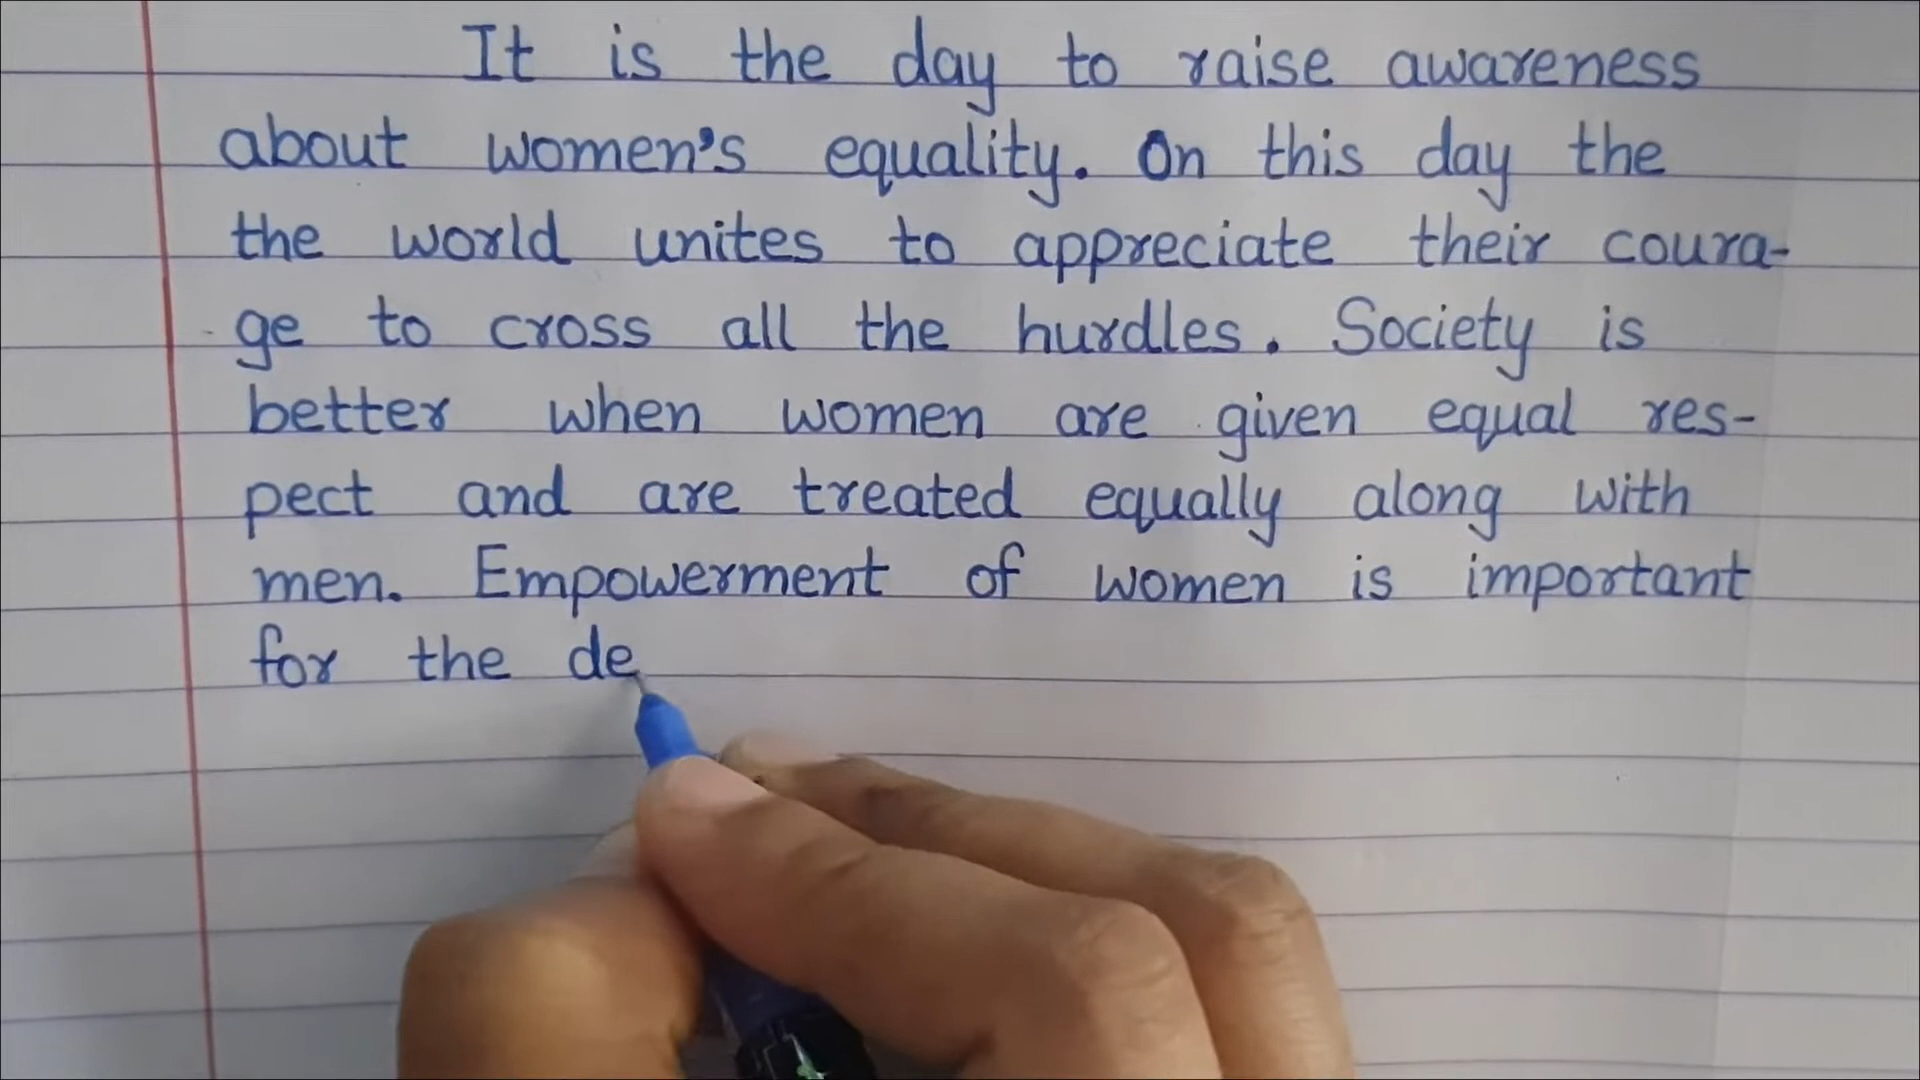 It is the day to raise awareness
about women's equality. On this day the
the world unites to appreciate their coura-
ge to cross all the hurdles. Society is
better when women are given equal res-
pect and are treated equally along with
men. Empowerment of women is important
for the de